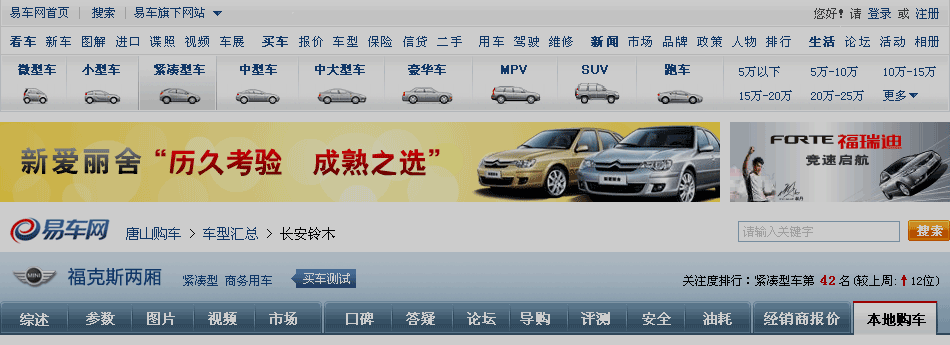 易车网首页 | 搜索 | 易车旗下网站 您好! 请 登录 或 注册
看车 新车 图解 进口 谍照 视频 车展 买车 报价 车型 保险 信贷 二手 用车 驾驶 维修 新闻 市场 品牌 政策 人物 排行 生活 论坛 活动 相册
微型车 小型车 紧凑型车 中型车 中大型车 豪华车 MPV SUV 跑车 5万以下 5万-10万 10万-15万
15万-20万 20万-25万 更多
新爱丽舍“历久考验 成熟之选”
FORTE 福瑞迪
竞速启航
易车网 唐山购车 > 车型汇总 > 长安铃木 请输入关键字 搜索
MINI 福克斯两厢 紧凑型 商务用车 买车测试 关注度排行：紧凑型车第 42 名 (较上周:↑12位)
综述 参数 图片 视频 市场 口碑 答疑 论坛 导购 评测 安全 油耗 经销商报价 本地购车